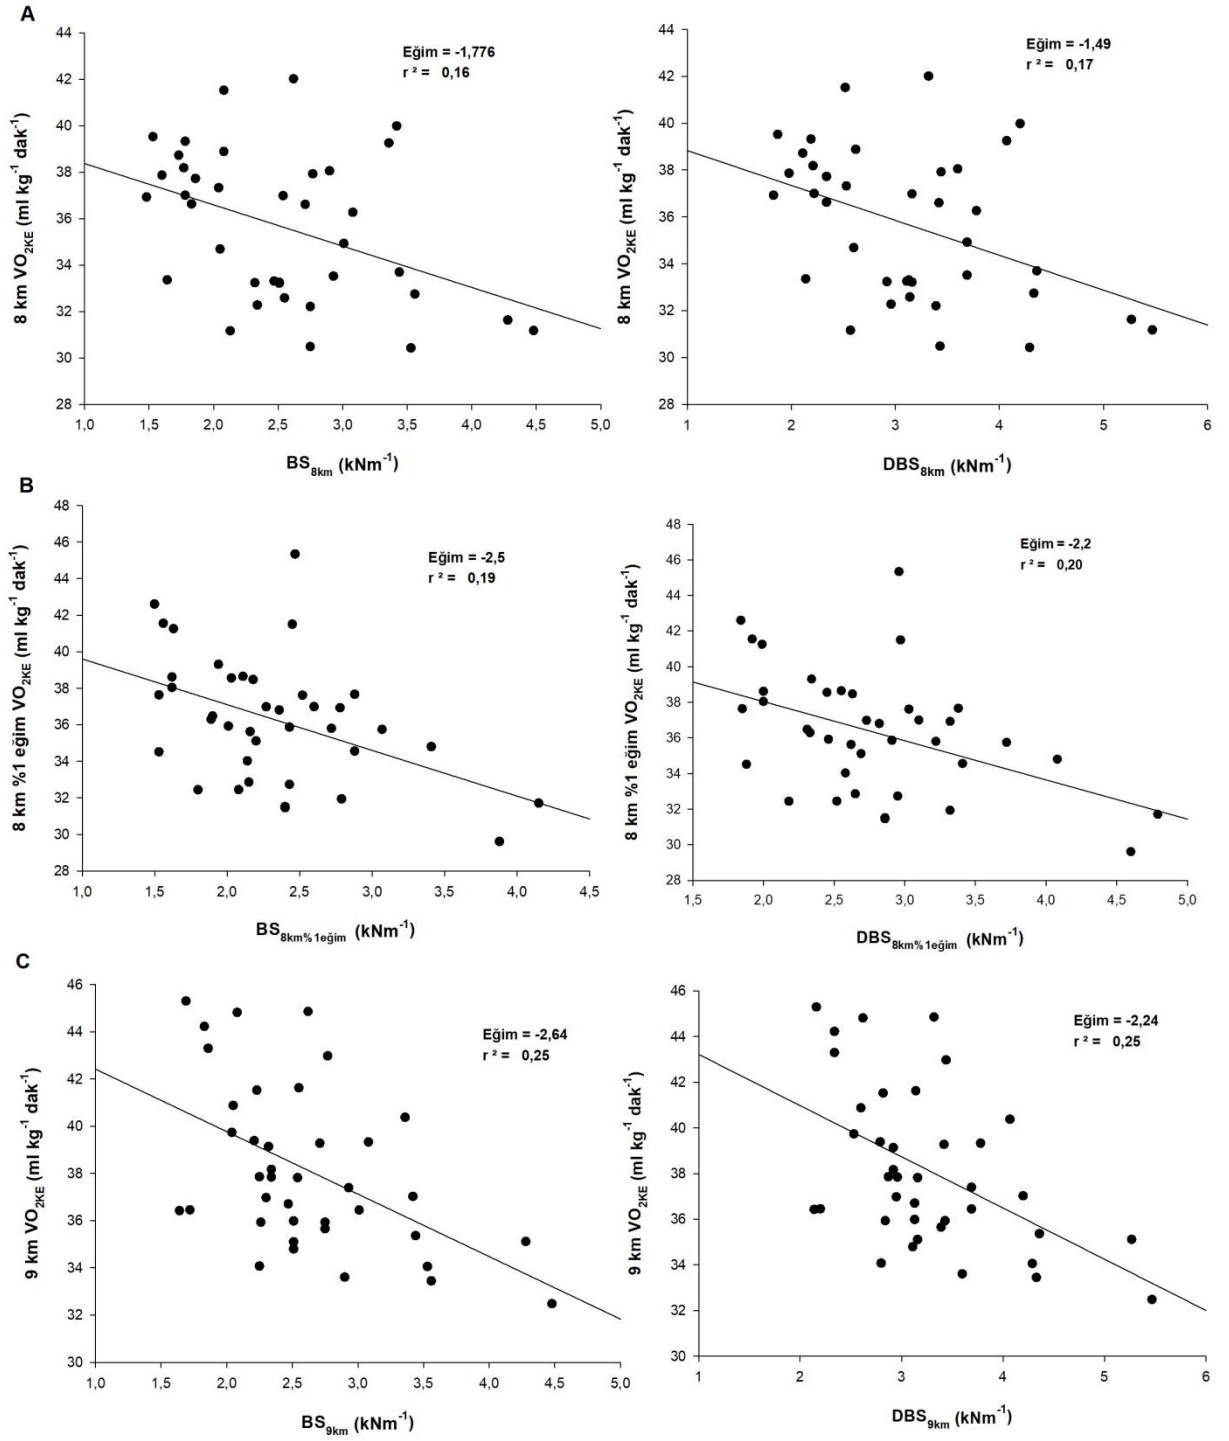 A
44
42
40
38
36
34
32
30
28
8 km VO2KE (ml kg-1 dak-1)
Eğim = -1,776
r ² = 0,16
1,0 1,5 2,0 2,5 3,0 3,5 4,0 4,5 5,0
BS8km (kNm-1)
44
42
40
38
36
34
32
30
28
8 km VO2KE (ml kg-1 dak-1)
Eğim = -1,49
r ² = 0,17
1 2 3 4 5 6
DBS8km (kNm-1)
B
48
46
44
42
40
38
36
34
32
30
28
8 km %1 eğim VO2KE (ml kg-1 dak-1)
Eğim = -2,5
r ² = 0,19
1,0 1,5 2,0 2,5 3,0 3,5 4,0 4,5
BS8km%1eğim (kNm-1)
48
46
44
42
40
38
36
34
32
30
28
8 km %1 eğim VO2KE (ml kg-1 dak-1)
Eğim = -2,2
r ² = 0,20
1,5 2,0 2,5 3,0 3,5 4,0 4,5 5,0
DBS8km%1eğim (kNm-1)
C
46
44
42
40
38
36
34
32
30
9 km VO2KE (ml kg-1 dak-1)
Eğim = -2,64
r ² = 0,25
1,0 1,5 2,0 2,5 3,0 3,5 4,0 4,5 5,0
BS9km (kNm-1)
46
44
42
40
38
36
34
32
30
9 km VO2KE (ml kg-1 dak-1)
Eğim = -2,24
r ² = 0,25
1 2 3 4 5 6
DBS9km (kNm-1)